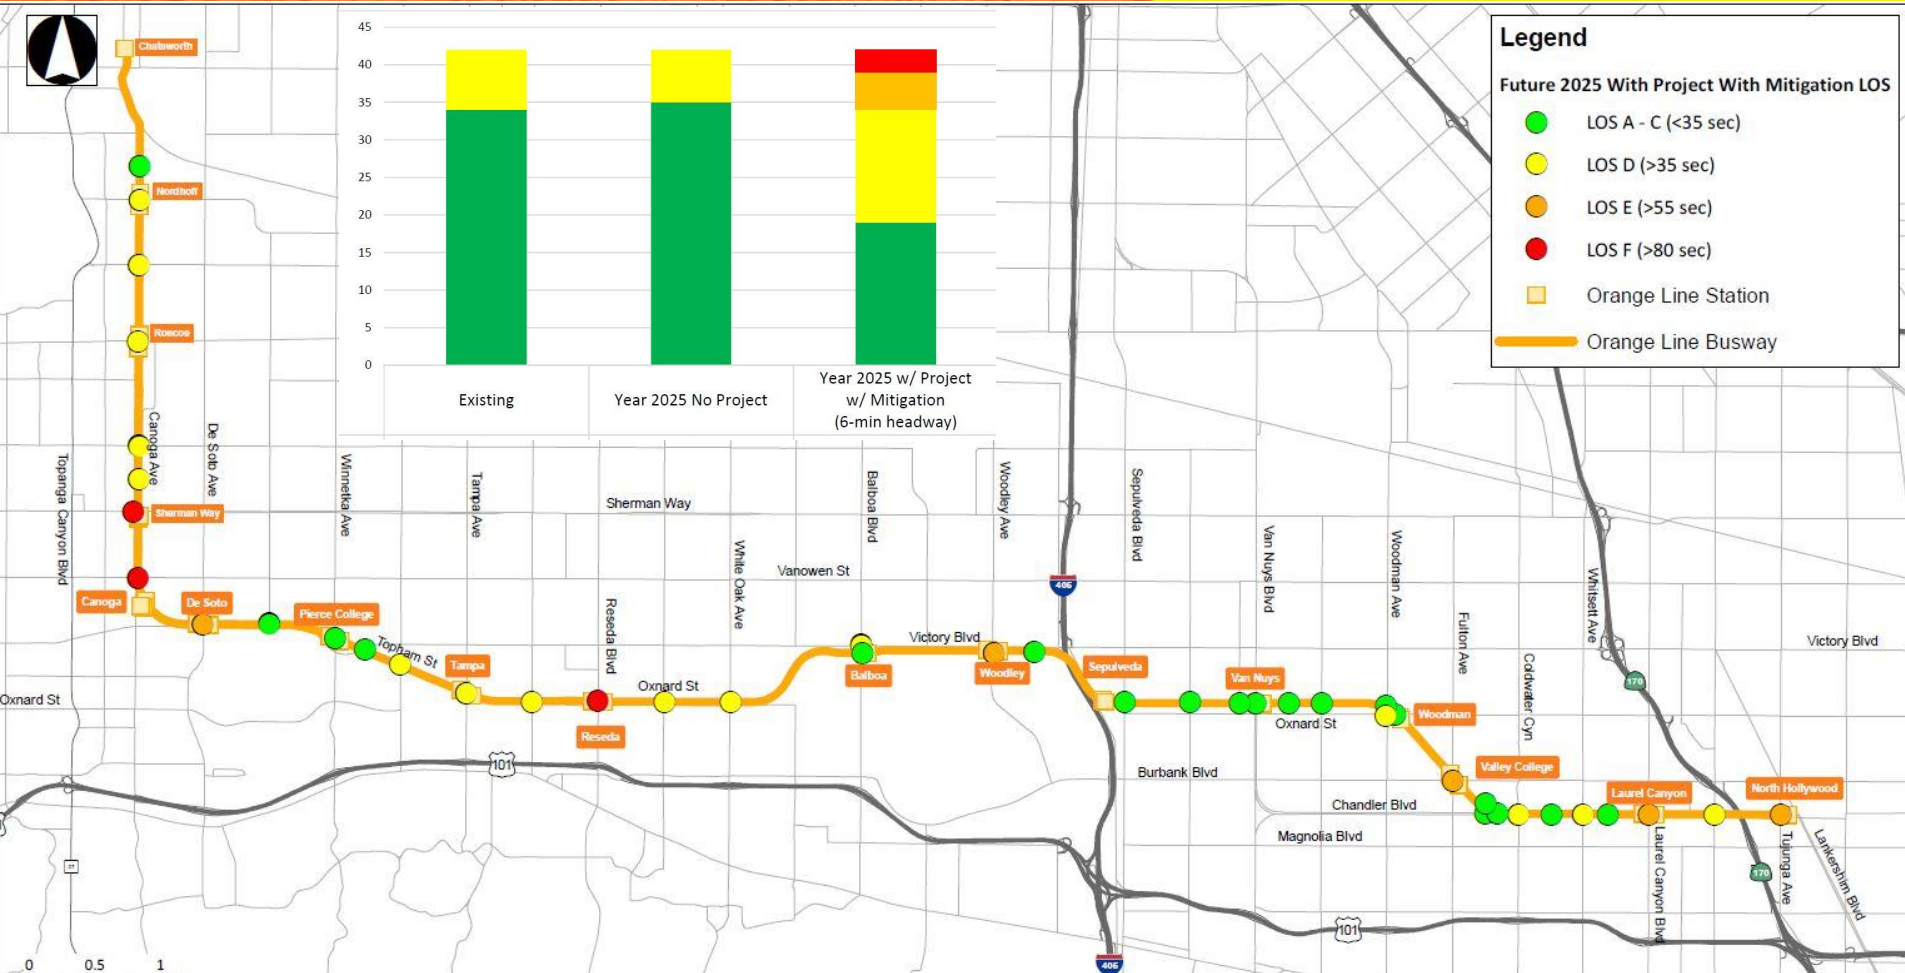 Legend
Future 2025 With Project With Mitigation LOS
LOS A - C (<35 sec)
LOS D (>35 sec)
LOS E (>55 sec)
LOS F (>80 sec)
Orange Line Station
Orange Line Busway
45
40
35
30
25
20
15
10
5
0
Existing
Year 2025 No Project
Year 2025 w/ Project
w/ Mitigation
(6-min headway)
Chatsworth
Nordhoff
Roscoe
Canoga Ave
De Soto Ave
Topanga Canyon Blvd
Winnetka Ave
Tampa Ave
Sherman Way
Sherman Way
Balboa Blvd
Woodley Ave
Sepulveda Blvd
Van Nuys Blvd
Woodman Ave
Whitsett Ave
White Oak Ave
Vanowen St
Reseda Blvd
Fulton Ave
Coldwater Cyn
Canoga
De Soto
Pierce College
Topham St
Tampa
Reseda
Oxnard St
Oxnard St
Balboa
Victory Blvd
Woodley
405
Sepulveda
Van Nuys
Oxnard St
Woodman
Victory Blvd
170
101
Burbank Blvd
Valley College
Chandler Blvd
Magnolia Blvd
Laurel Canyon
North Hollywood
Laurel Canyon Blvd
Tujunga Ave
Lankershim Blvd
170
101
405
0 0.5 1